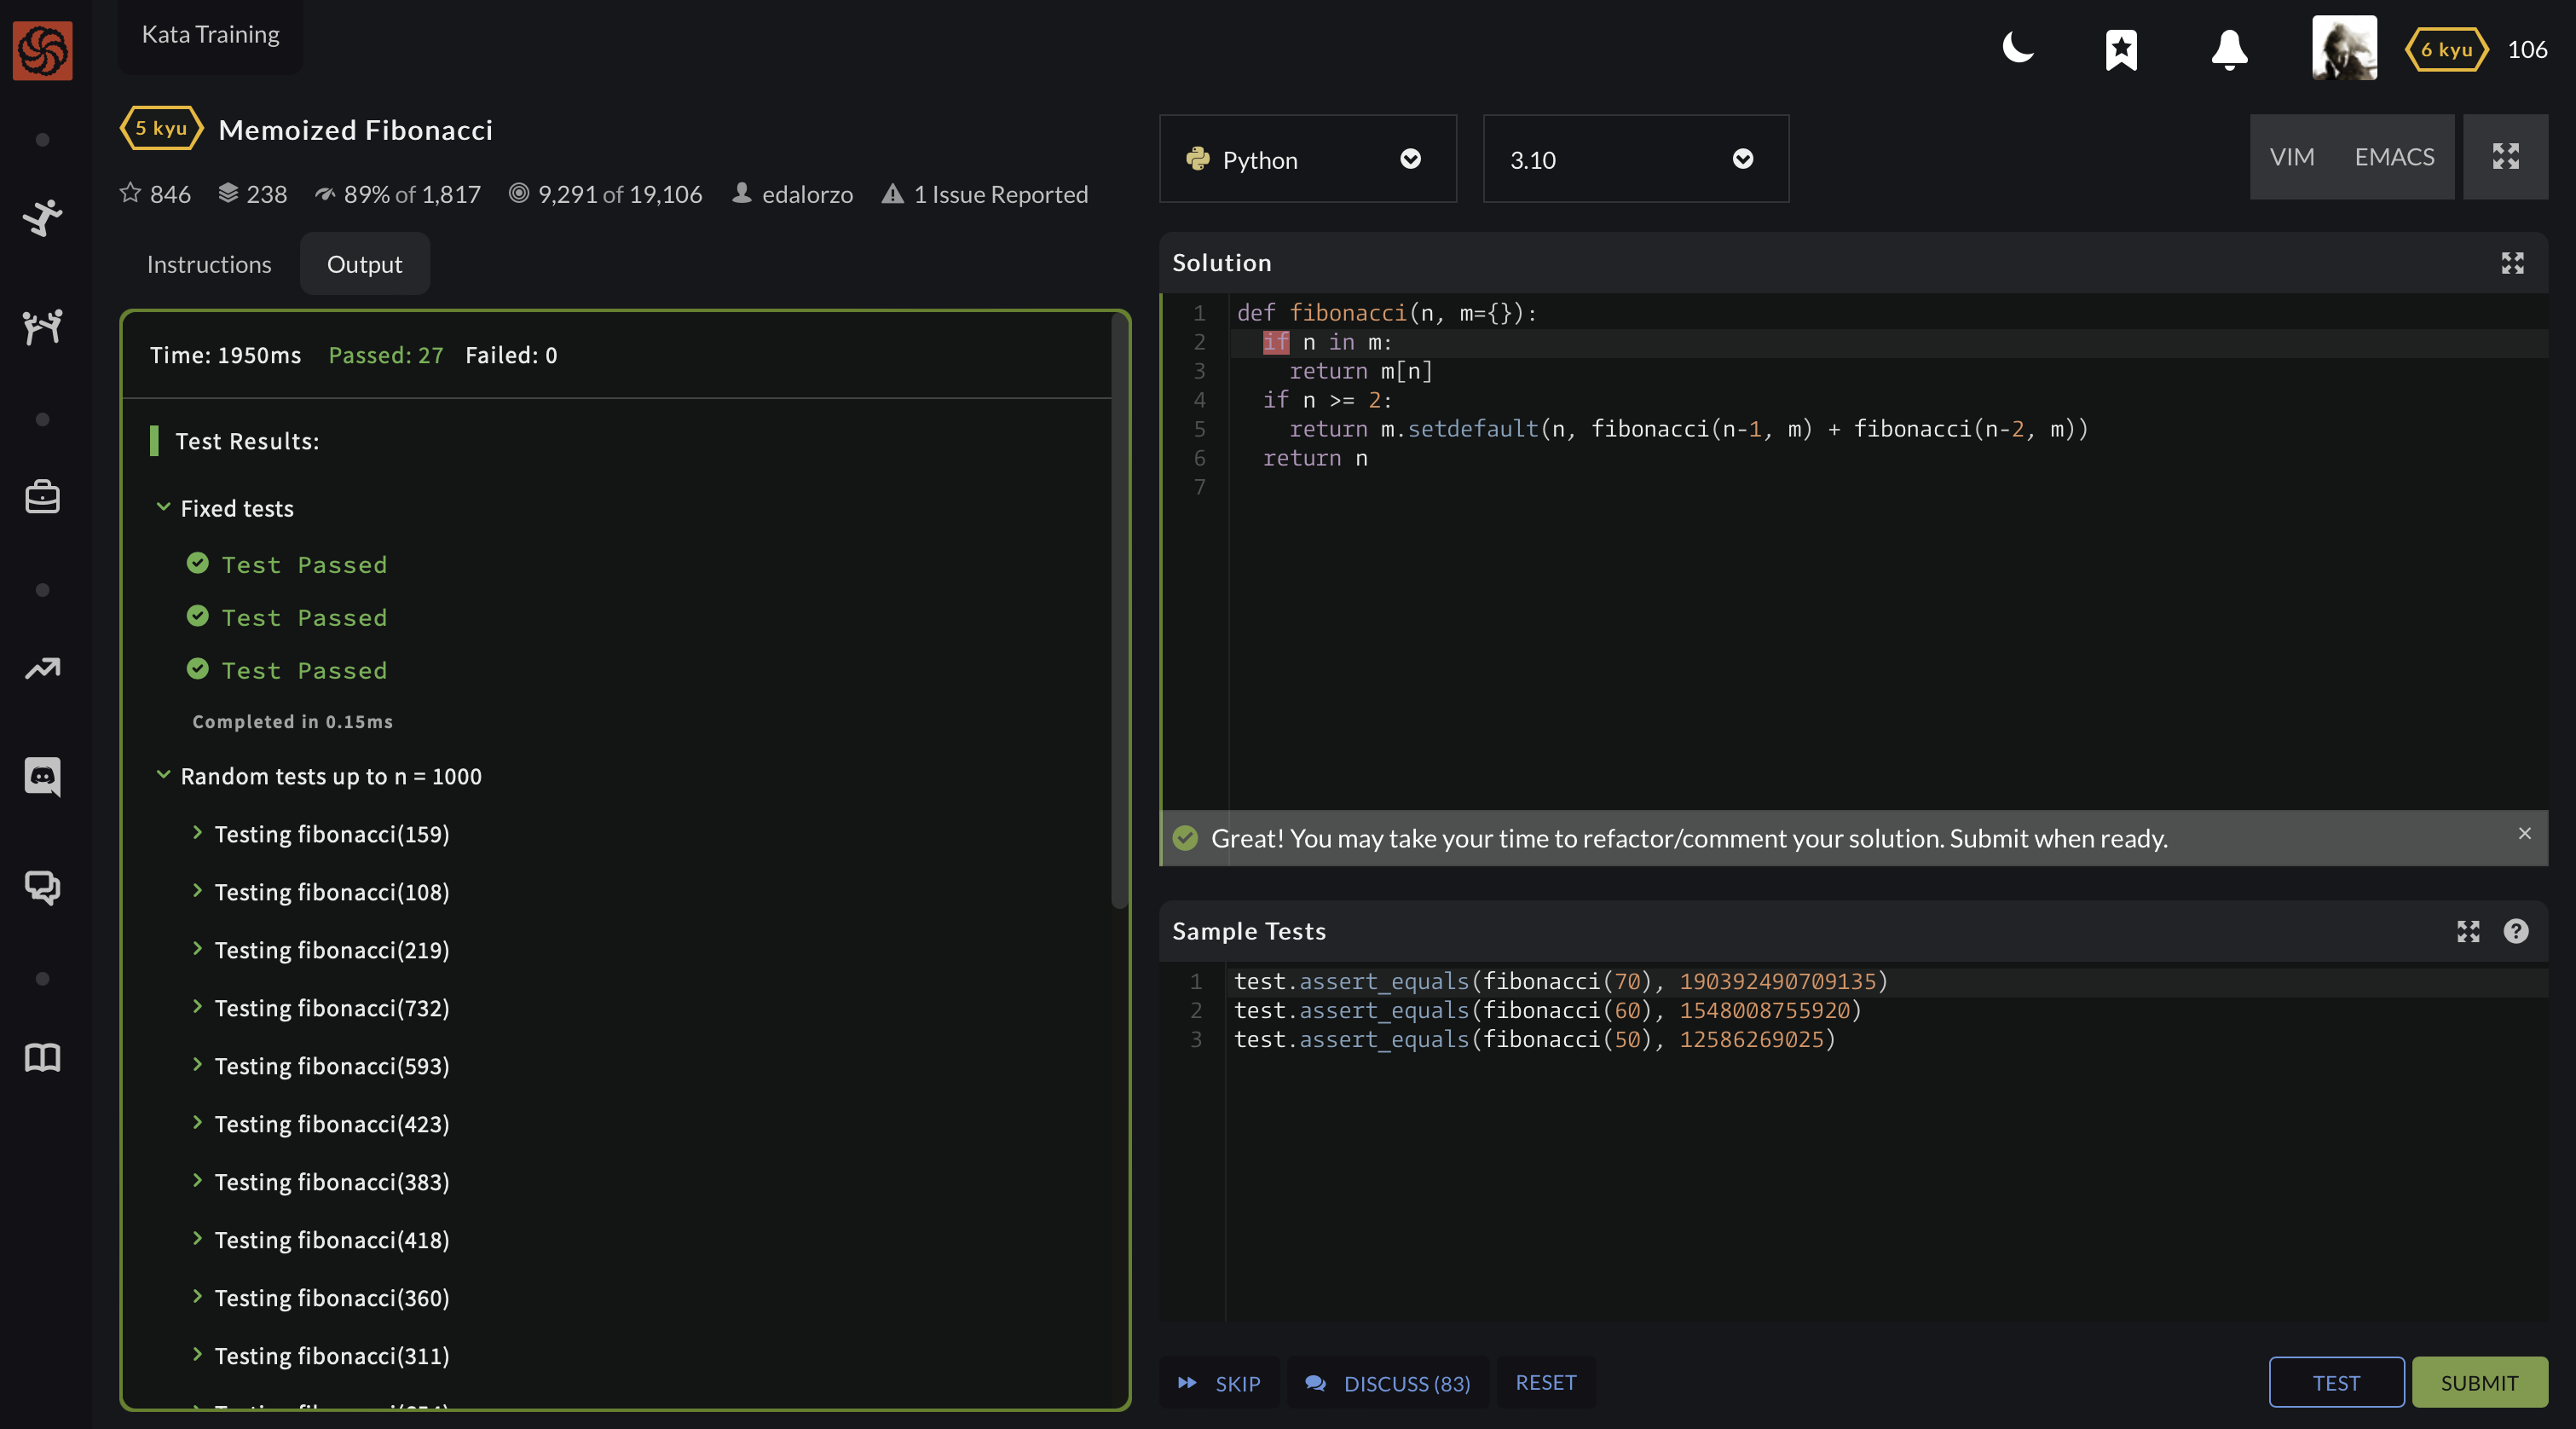 Kata Training
6 kyu 106
5 kyu Memoized Fibonacci
846 238 89% of 1,817 9,291 of 19,106 edalorzo 1 Issue Reported
Instructions Output
Time: 1950ms Passed: 27 Failed: 0
Test Results:
Fixed tests
Test Passed
Test Passed
Test Passed
Completed in 0.15ms
Random tests up to n = 1000
Testing fibonacci(159)
Testing fibonacci(108)
Testing fibonacci(219)
Testing fibonacci(732)
Testing fibonacci(593)
Testing fibonacci(423)
Testing fibonacci(383)
Testing fibonacci(418)
Testing fibonacci(360)
Testing fibonacci(311)
Python 3.10 VIM EMACS
Solution
1 def fibonacci(n, m={}):
2 if n in m:
3 return m[n]
4 if n >= 2:
5 return m.setdefault(n, fibonacci(n-1, m) + fibonacci(n-2, m))
6 return n
7
Great! You may take your time to refactor/comment your solution. Submit when ready.
Sample Tests
1 test.assert_equals(fibonacci(70), 190392490709135)
2 test.assert_equals(fibonacci(60), 1548008755920)
3 test.assert_equals(fibonacci(50), 12586269025)
SKIP DISCUSS (83) RESET TEST SUBMIT